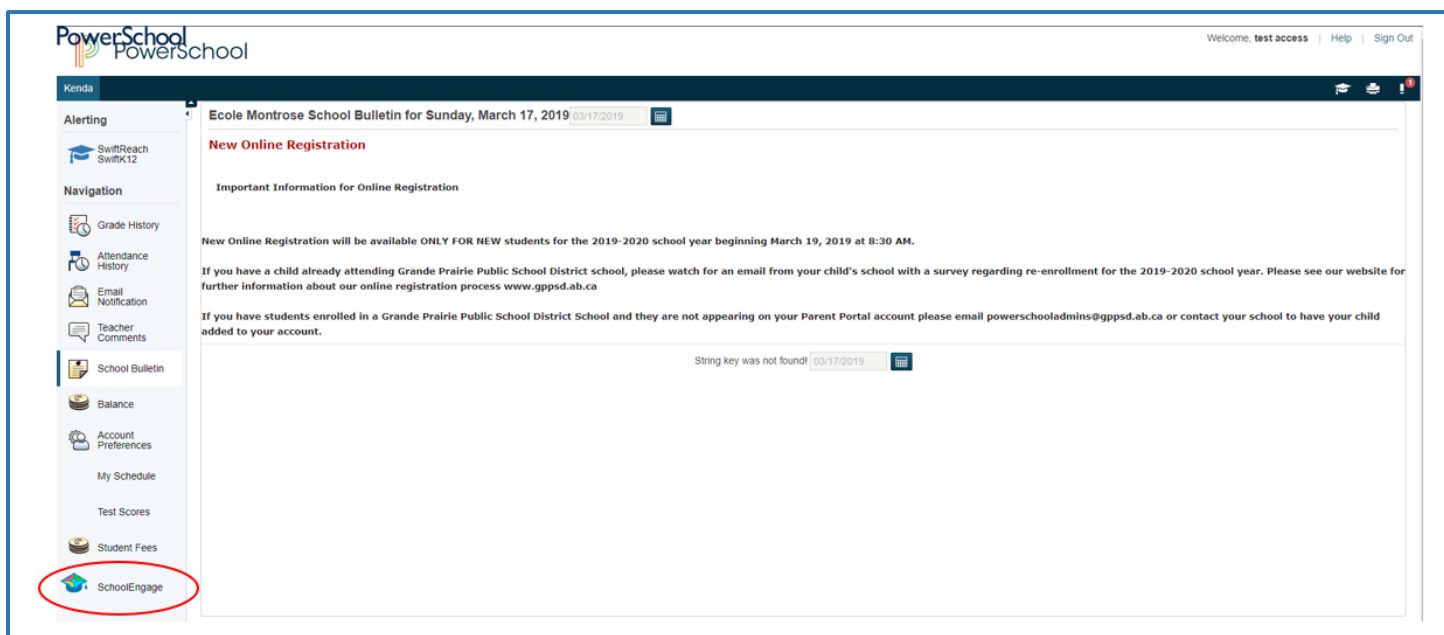 PowerSchool
PowerSchool
Welcome, test access | Help | Sign Out
Kenda
1
Alerting
SwiftReach
SwiftK12
Navigation
Grade History
Attendance
History
Email
Notification
Teacher
Comments
School Bulletin
Balance
Account
Preferences
My Schedule
Test Scores
Student Fees
SchoolEngage
Ecole Montrose School Bulletin for Sunday, March 17, 2019 03/17/2019
New Online Registration
Important Information for Online Registration
New Online Registration will be available ONLY FOR NEW students for the 2019-2020 school year beginning March 19, 2019 at 8:30 AM.
If you have a child already attending Grande Prairie Public School District school, please watch for an email from your child's school with a survey regarding re-enrollment for the 2019-2020 school year. Please see our website for
further information about our online registration process www.gppsd.ab.ca
If you have students enrolled in a Grande Prairie Public School District School and they are not appearing on your Parent Portal account please email powerschooladmins@gppsd.ab.ca or contact your school to have your child
added to your account.
String key was not found! 03/17/2019